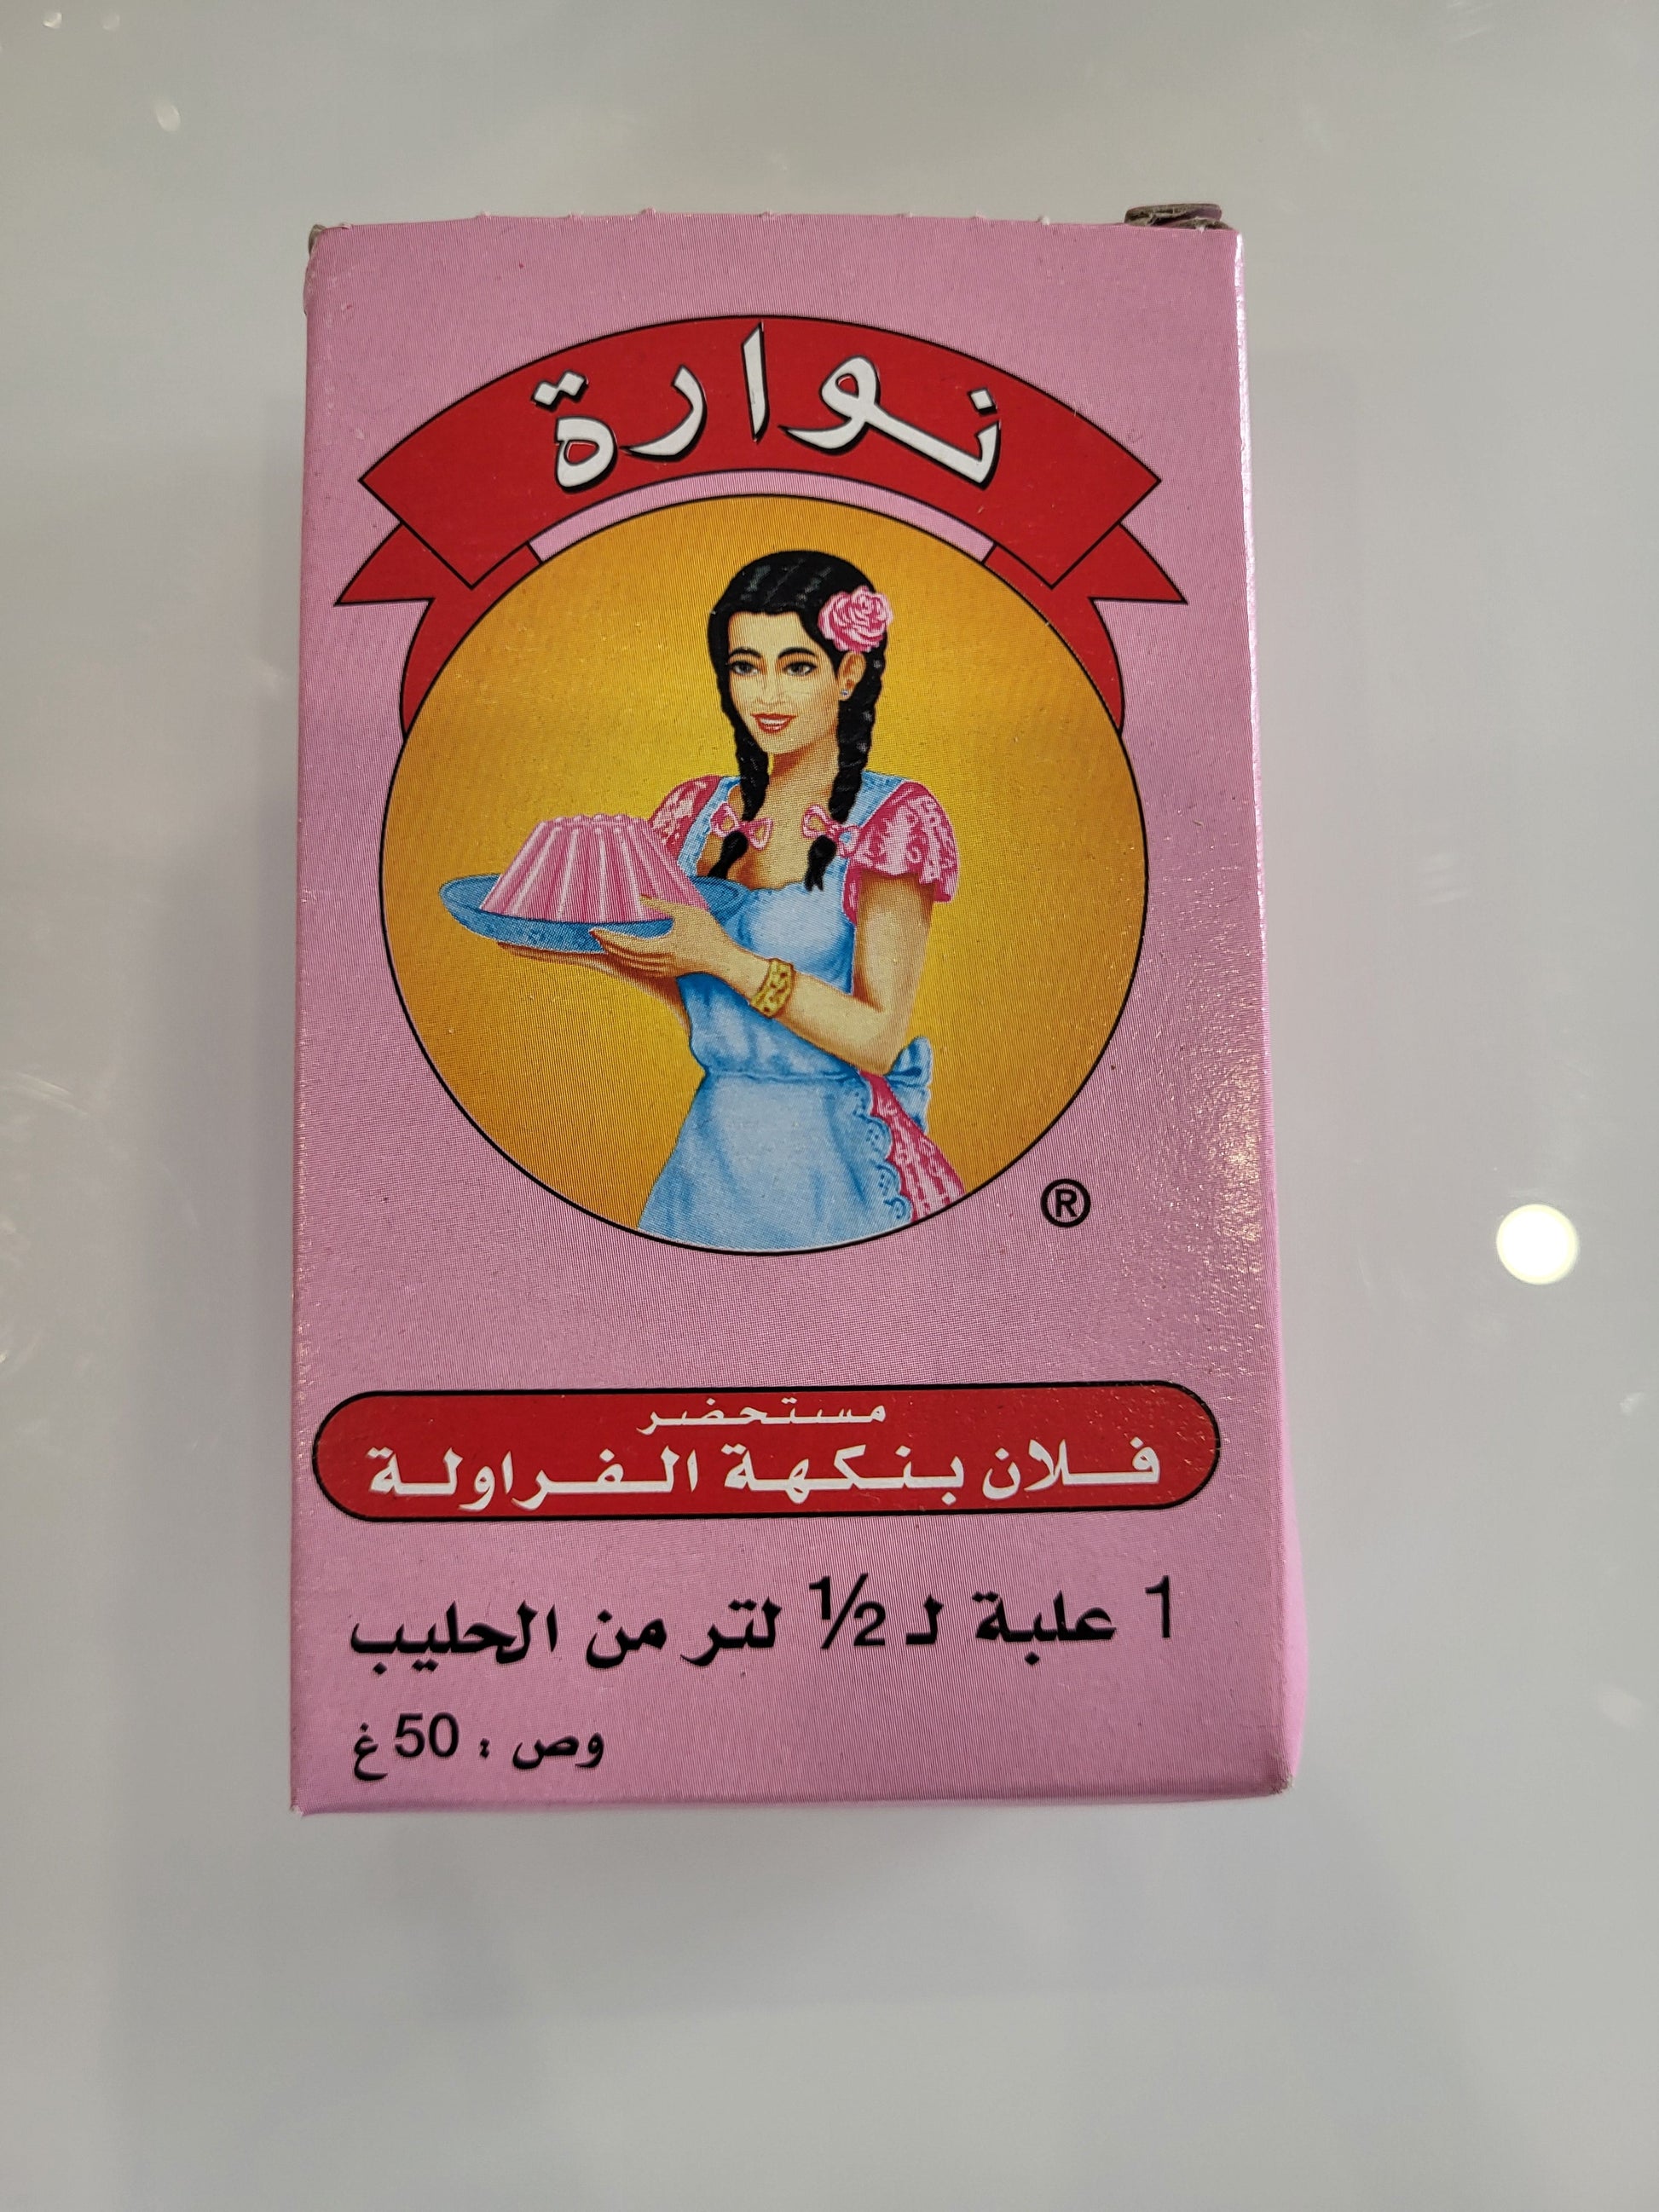 نوارة
®
مستحضر
فلان بنكهة الفراولة
1 علبة لـ ½ لتر من الحليب
وص : 50 غ